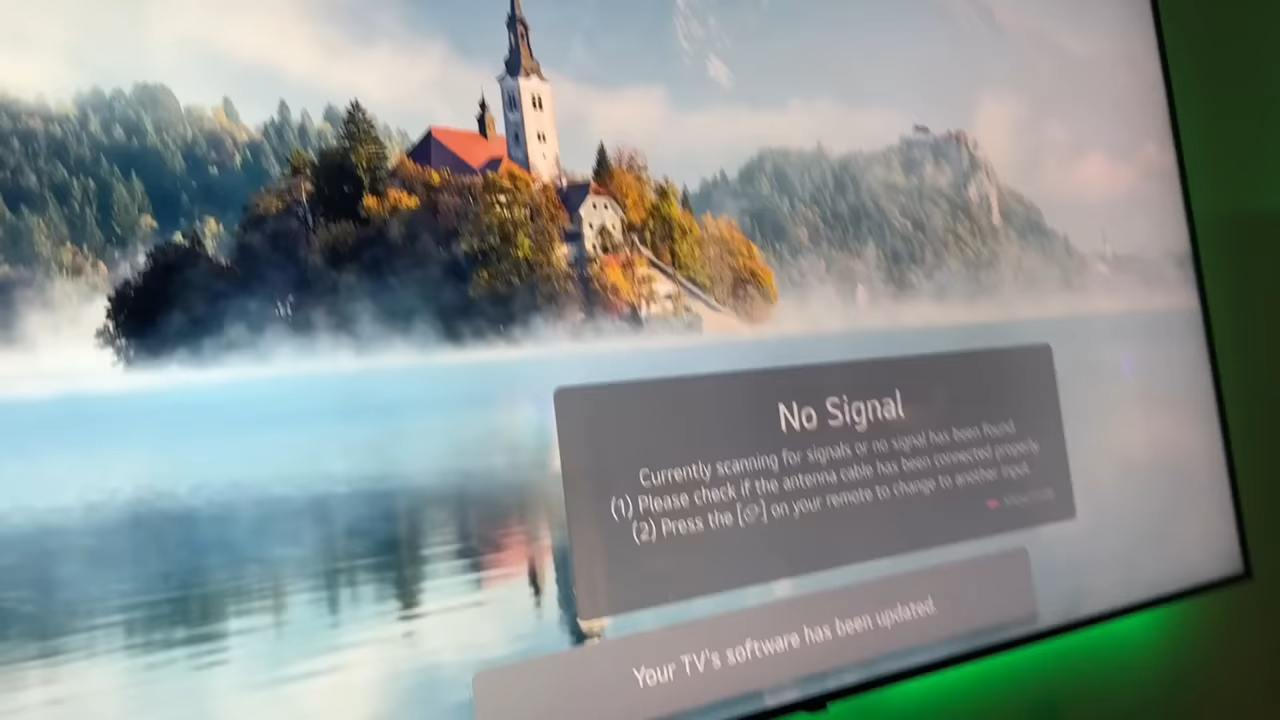 No Signal
Currently scanning for signals or no signal has been found.
(1) Please check if the antenna cable has been connected properly.
(2) Press the [ ] on your remote to change to another input.
Your TV's software has been updated.